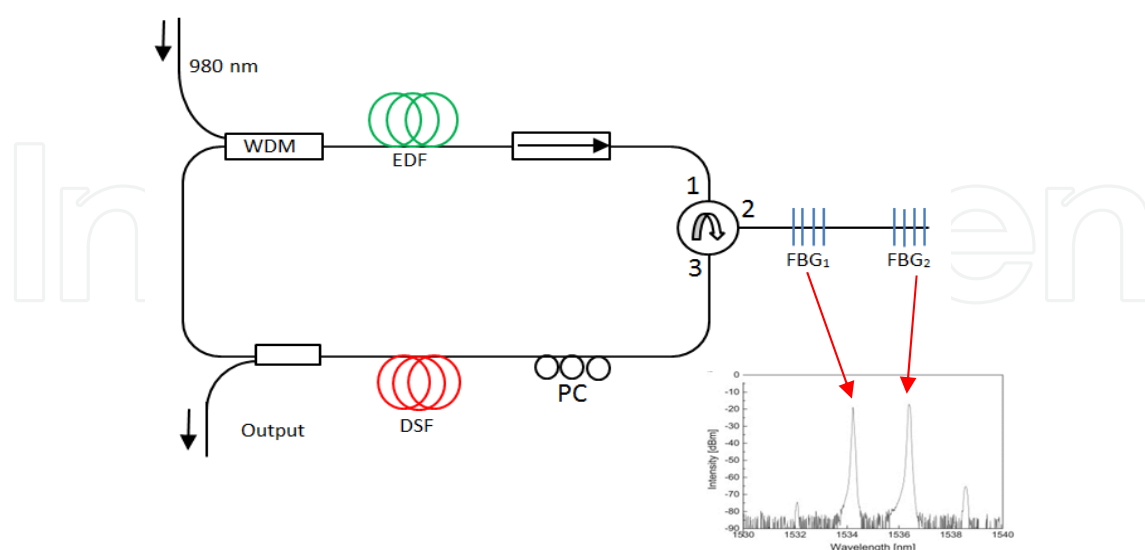 980 nm
WDM
EDF
1
2
3
FBG₁
FBG₂
PC
DSF
Output
Intensity [dBm]
0
-10
-20
-30
-40
-50
-60
-70
-80
-90
1530
1532
1534
1536
1538
1540
Wavelength [nm]